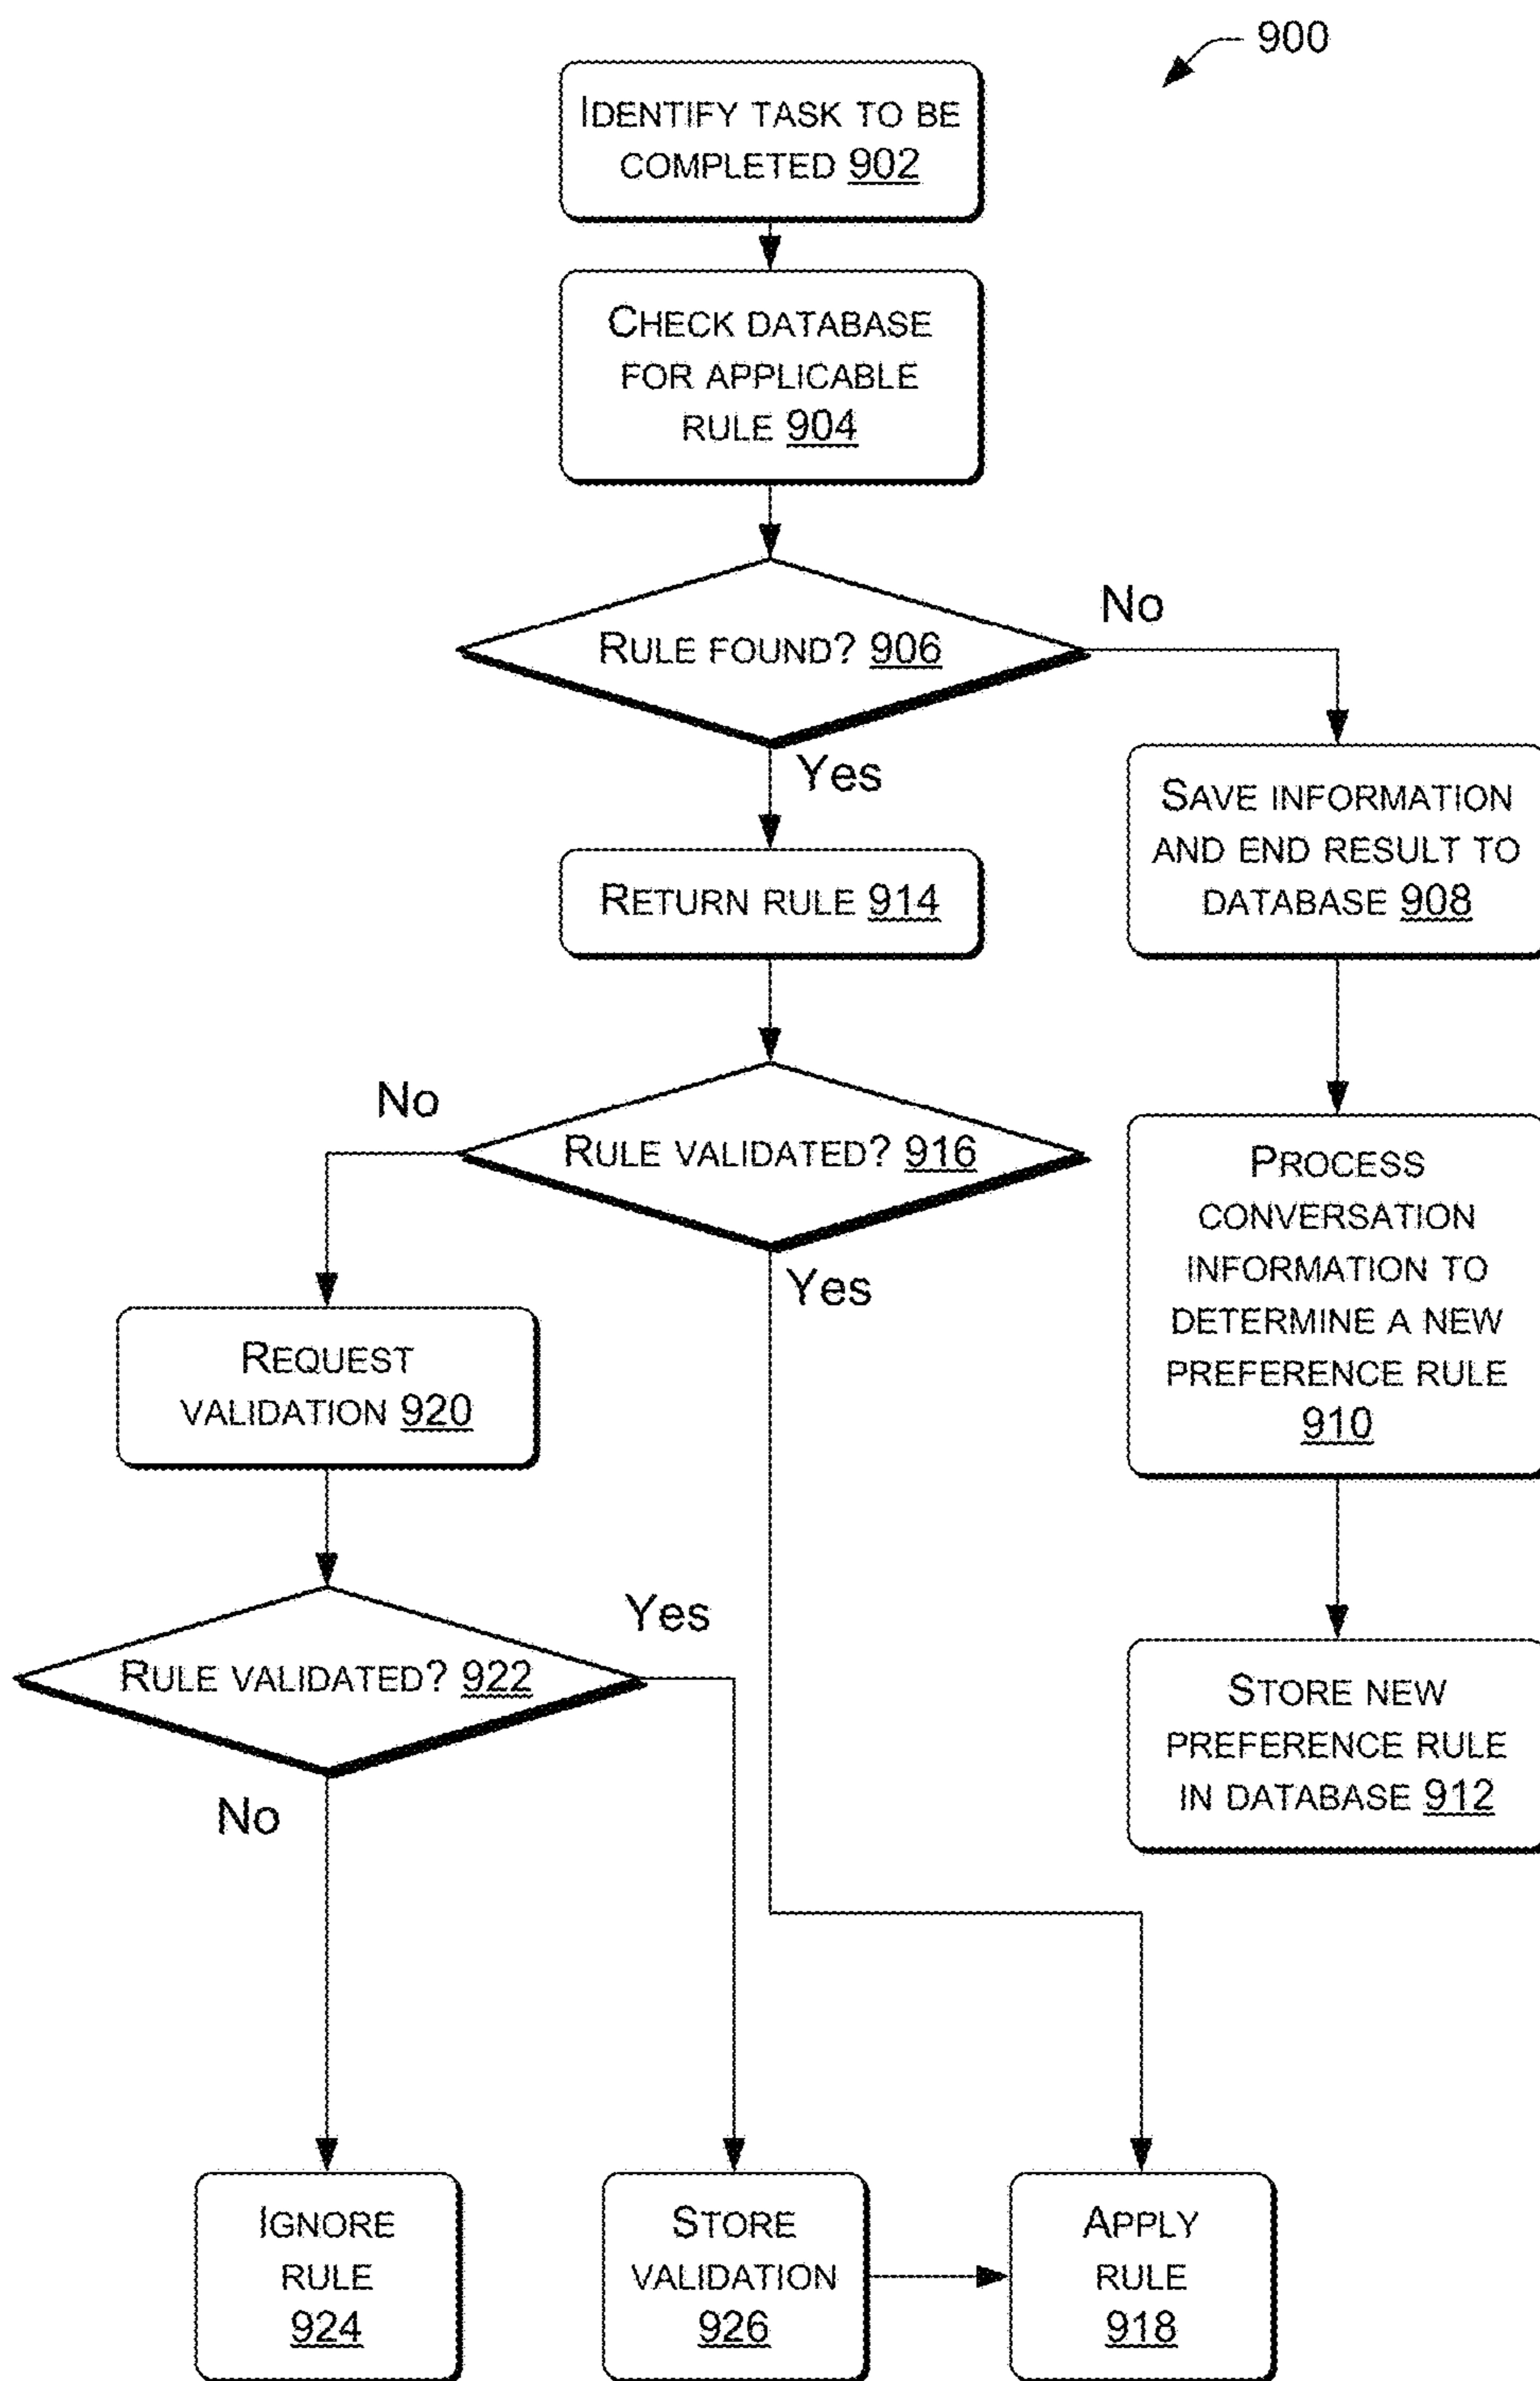 900
IDENTIFY TASK TO BE
COMPLETED 902
CHECK DATABASE
FOR APPLICABLE
RULE 904
RULE FOUND? 906
No
Yes
SAVE INFORMATION
AND END RESULT TO
DATABASE 908
RETURN RULE 914
RULE VALIDATED? 916
No
Yes
PROCESS
CONVERSATION
INFORMATION TO
DETERMINE A NEW
PREFERENCE RULE
910
REQUEST
VALIDATION 920
RULE VALIDATED? 922
Yes
No
STORE NEW
PREFERENCE RULE
IN DATABASE 912
IGNORE
RULE
924
STORE
VALIDATION
926
APPLY
RULE
918